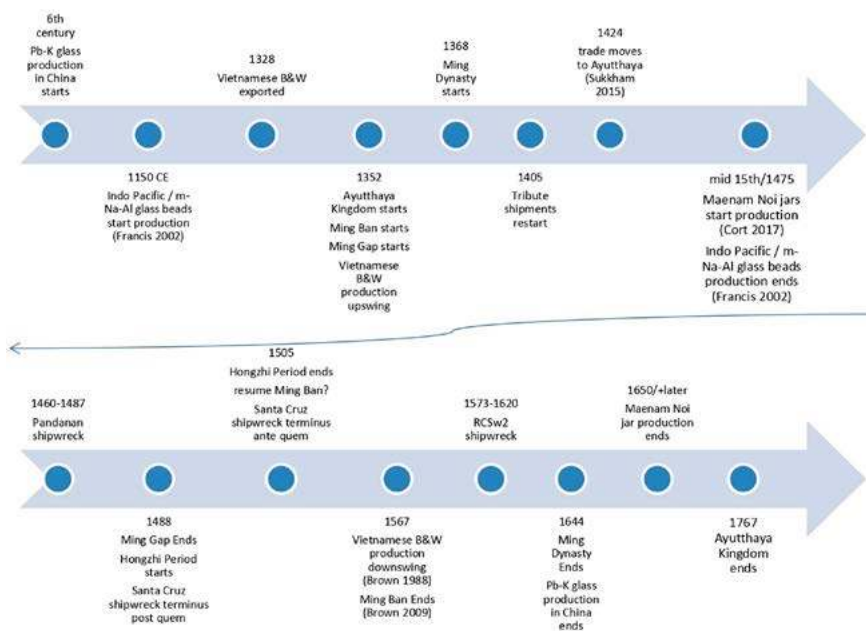 6th
century
Pb-K glass
production
in China
starts
1150 CE
Indo Pacific / m-
Na-Al glass beads
start production
(Francis 2002)
1328
Vietnamese B&W
exported
1352
Ayutthaya
Kingdom starts
Ming Ban starts
Ming Gap starts
Vietnamese
B&W
production
upswing
1368
Ming
Dynasty
starts
1405
Tribute
shipments
restart
1424
trade moves
to Ayutthaya
(Sukkham
2015)
mid 15th/1475
Maenam Noi jars
start production
(Cort 2017)
Indo Pacific / m-
Na-Al glass beads
production ends
(Francis 2002)
1460-1487
Pandanan
shipwreck
1488
Ming Gap Ends
Hongzhi Period
starts
Santa Cruz
shipwreck terminus
post quem
1505
Hongzhi Period ends
resume Ming Ban?
Santa Cruz
shipwreck terminus
ante quem
1567
Vietnamese B&W
production
downswing
(Brown 1988)
Ming Ban Ends
(Brown 2009)
1573-1620
RCSw2
shipwreck
1644
Ming
Dynasty
Ends
Pb-K glass
production
in China
ends
1650/+later
Maenam Noi
jar production
ends
1767
Ayutthaya
Kingdom
ends